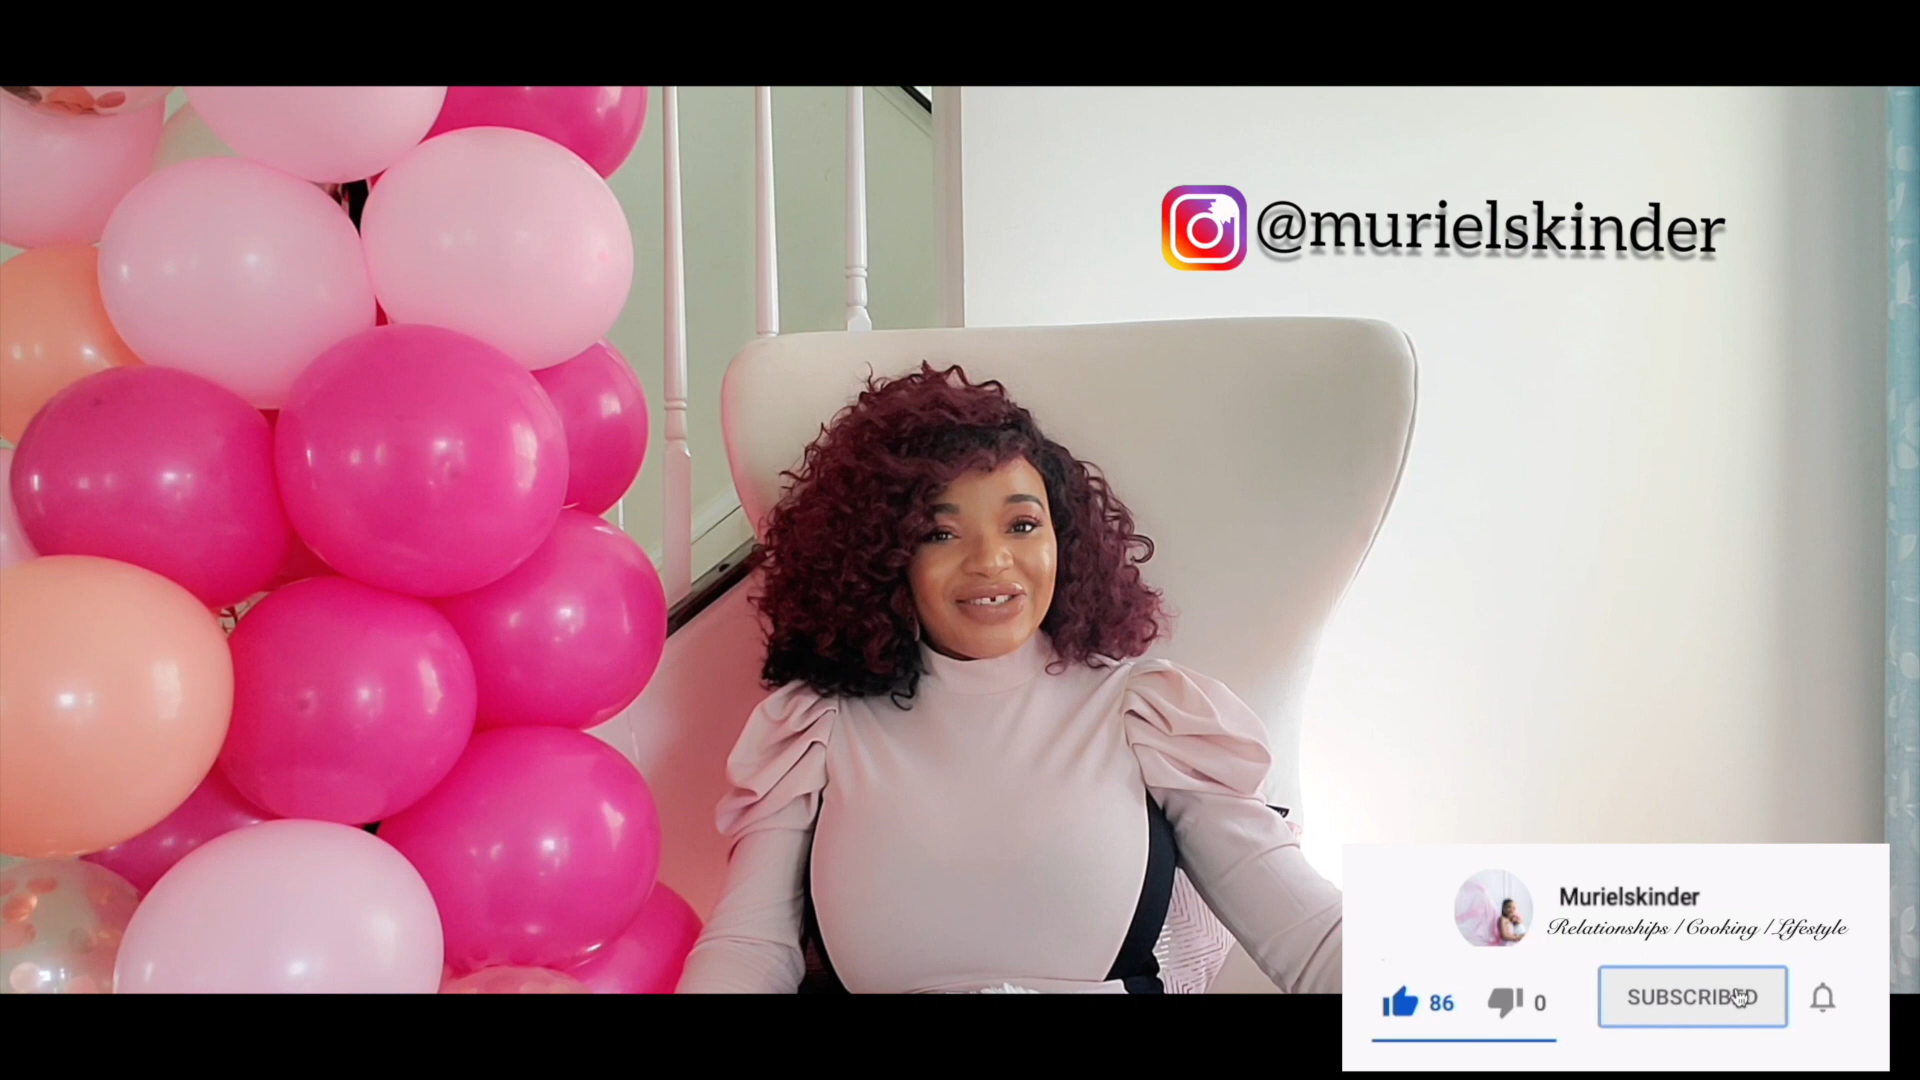 @murielskinder
Murielskinder
Relationships / Cooking / Lifestyle
86
0
SUBSCRIBED